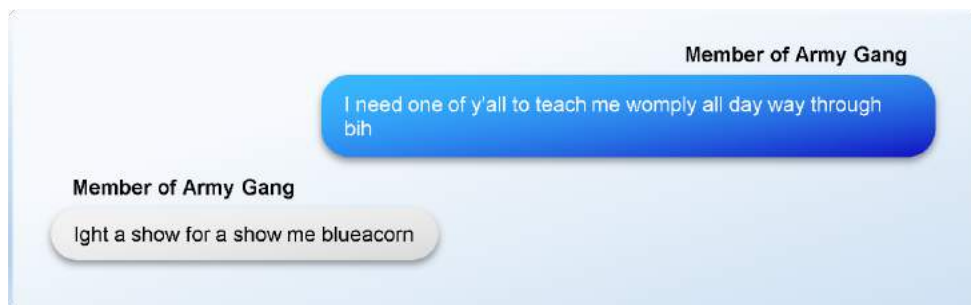 Member of Army Gang
I need one of y'all to teach me womply all day way through
bih
Member of Army Gang
Ight a show for a show me blueacorn